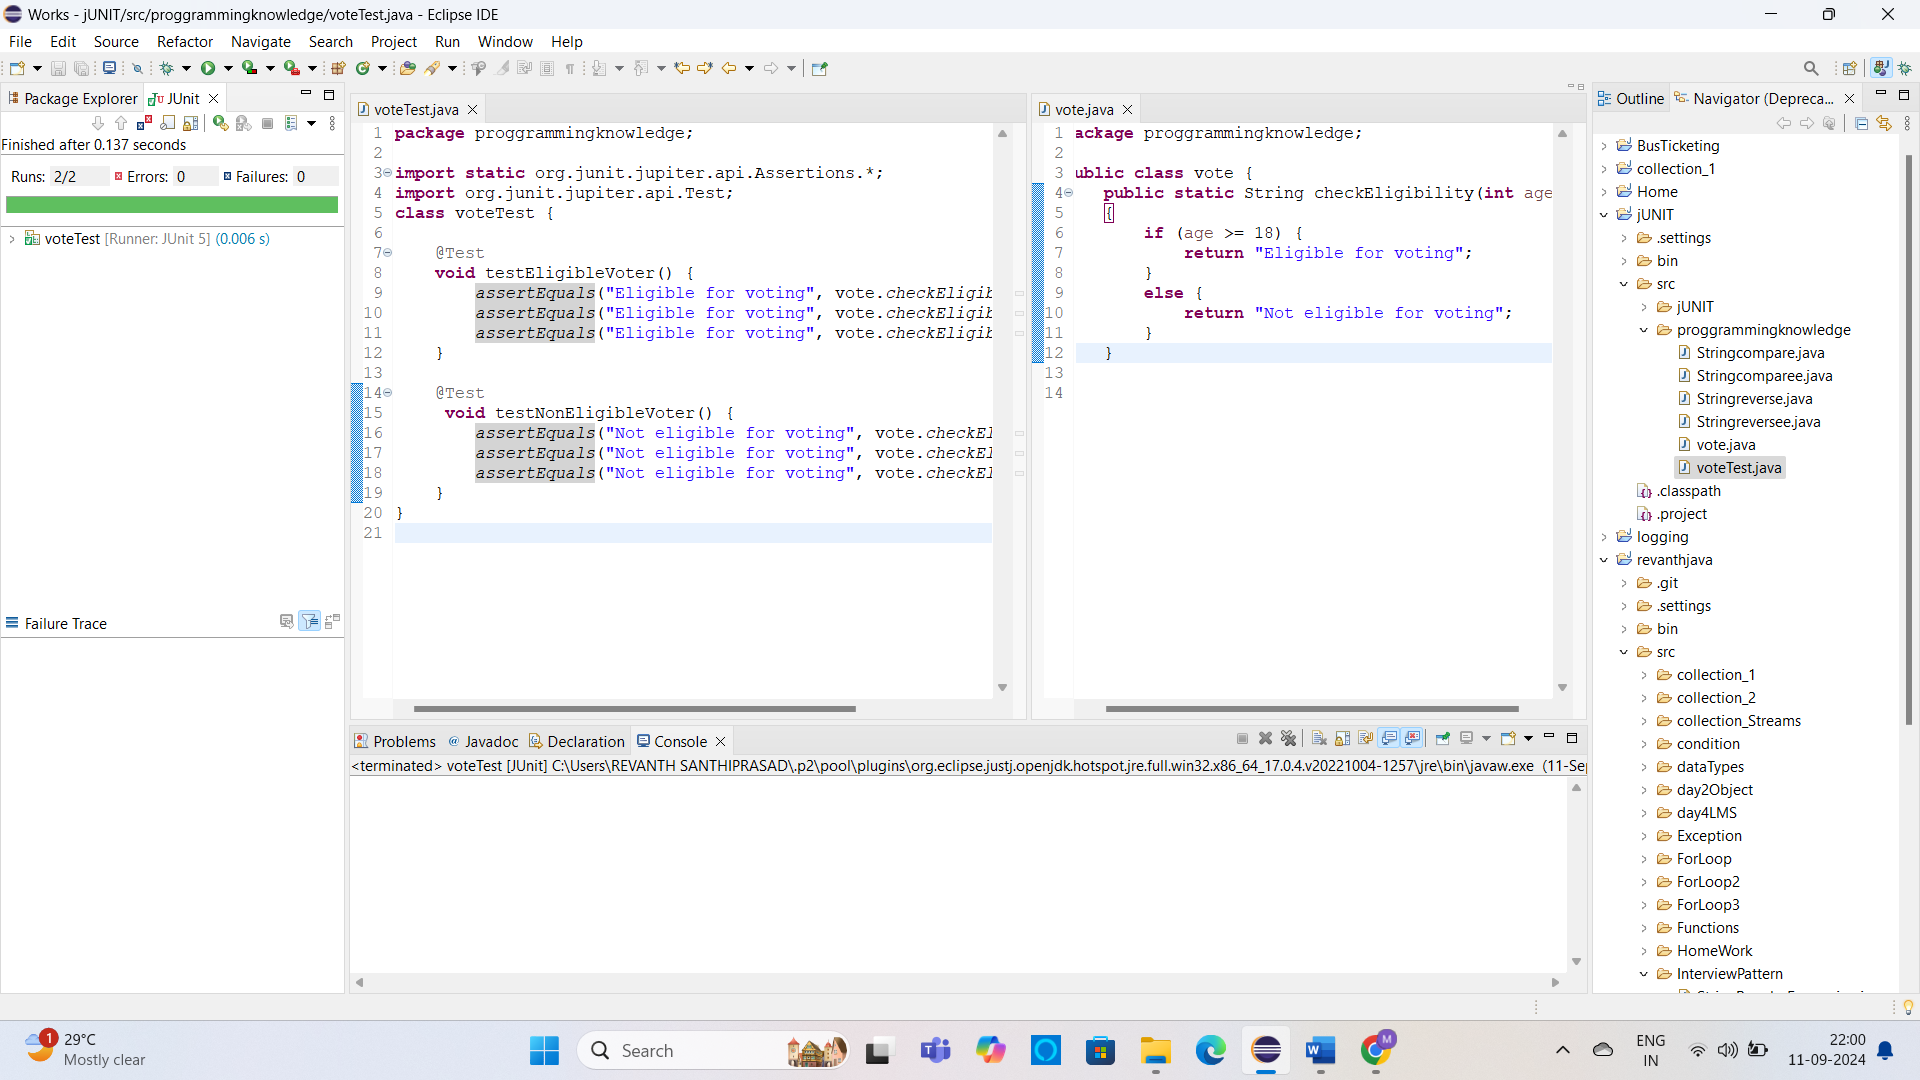 Works - jUNIT/src/proggrammingknowledge/voteTest.java - Eclipse IDE
File Edit Source Refactor Navigate Search Project Run Window Help
Package Explorer JUnit
Finished after 0.137 seconds
Runs: 2/2 Errors: 0 Failures: 0
voteTest [Runner: JUnit 5] (0.006 s)
Failure Trace
voteTest.java
1 package proggrammingknowledge;
2
3 import static org.junit.jupiter.api.Assertions.*;
4 import org.junit.jupiter.api.Test;
5 class voteTest {
6
7 @Test
8 void testEligibleVoter() {
9 assertEquals("Eligible for voting", vote.checkEligib
10 assertEquals("Eligible for voting", vote.checkEligib
11 assertEquals("Eligible for voting", vote.checkEligib
12 }
13
14 @Test
15 void testNonEligibleVoter() {
16 assertEquals("Not eligible for voting", vote.checkEl
17 assertEquals("Not eligible for voting", vote.checkEl
18 assertEquals("Not eligible for voting", vote.checkEl
19 }
20 }
21
vote.java
1 ackage proggrammingknowledge;
2
3 ublic class vote {
4 public static String checkEligibility(int age
5 {
6 if (age >= 18) {
7 return "Eligible for voting";
8 }
9 else {
10 return "Not eligible for voting";
11 }
12 }
13
14
Problems @ Javadoc Declaration Console
<terminated> voteTest [JUnit] C:\Users\REVANTH SANTHIPRASAD\.p2\pool\plugins\org.eclipse.justj.openjdk.hotspot.jre.full.win32.x86_64_17.0.4.v20221004-1257\jre\bin\javaw.exe (11-Sep
Outline Navigator (Depreca...
BusTicketing
collection_1
Home
jUNIT
.settings
bin
src
jUNIT
proggrammingknowledge
Stringcompare.java
Stringcomparee.java
Stringreverse.java
Stringreversee.java
vote.java
voteTest.java
.classpath
.project
logging
revanthjava
.git
.settings
bin
src
collection_1
collection_2
collection_Streams
condition
dataTypes
day2Object
day4LMS
Exception
ForLoop
ForLoop2
ForLoop3
Functions
HomeWork
InterviewPattern
1 29°C
Mostly clear
Search
M
ENG
IN
22:00
11-09-2024